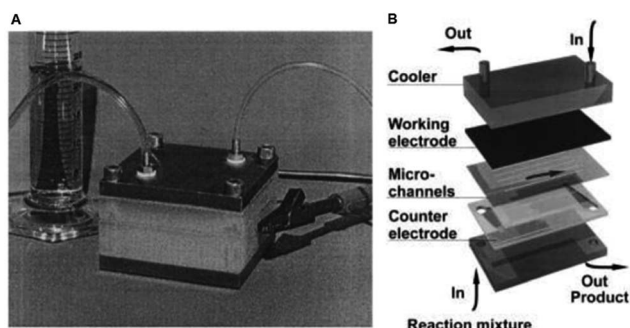 A
B
Out
In
Cooler
Working
electrode
Micro-
channels
Counter
electrode
In
Out
Product
Reaction mixture